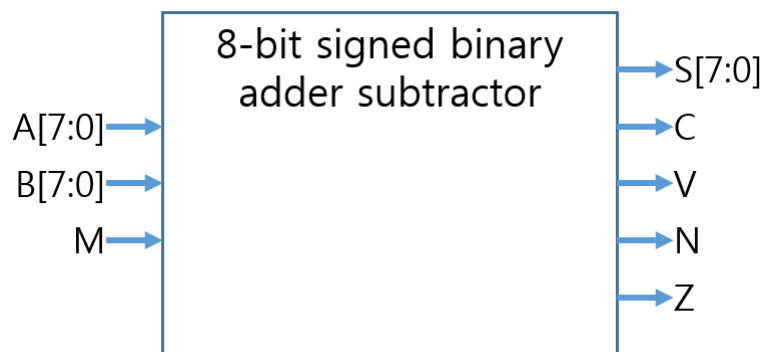 8-bit signed binary
adder subtractor
S[7:0]
A[7:0]
C
B[7:0]
V
M
N
Z